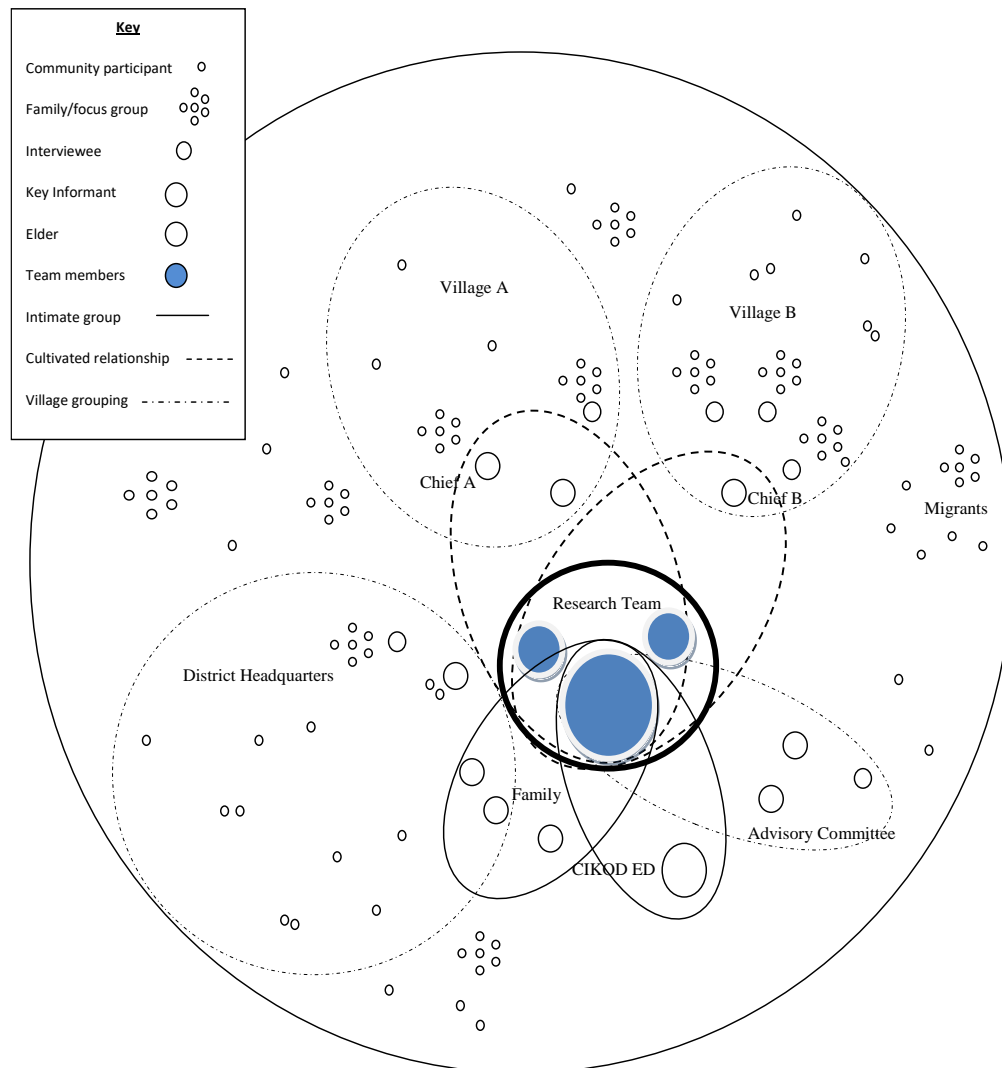 Key
Community participant
Family/focus group
Interviewee
Key Informant
Elder
Team members
Intimate group
Cultivated relationship
Village grouping
Village A
Village B
Chief A
Chief B
Migrants
Research Team
District Headquarters
Family
Advisory Committee
CIKOD ED